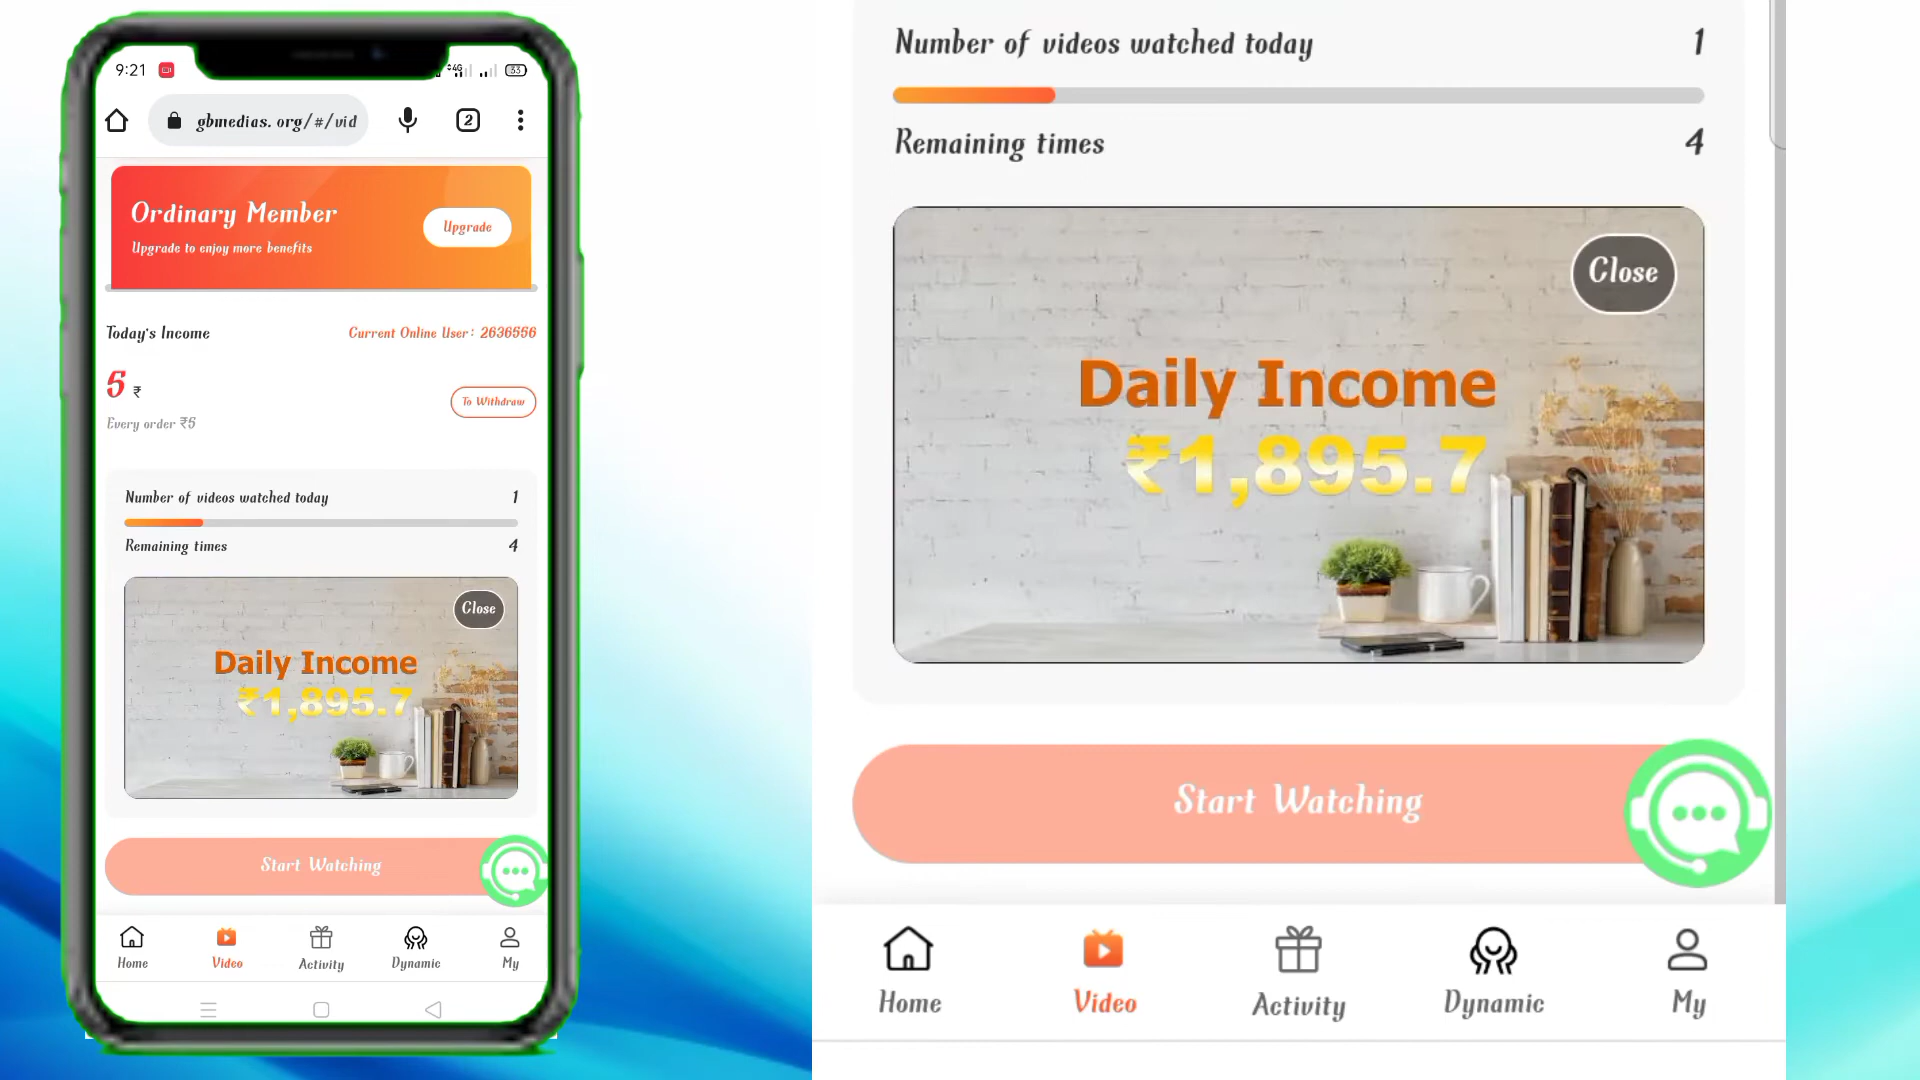 9:21
4G
33
gbmedias. org/#/vid
2
Ordinary Member
Upgrade
Upgrade to enjoy more benefits
Today's Income
Current Online User: 2636556
5 ₹
To Withdraw
Every order ₹5
Number of videos watched today 1
Remaining times 4
Close
Daily Income
₹1,895.7
Start Watching
Home
Video
Activity
Dynamic
My
Number of videos watched today 1
Remaining times 4
Close
Daily Income
₹1,895.7
Start Watching
Home
Video
Activity
Dynamic
My